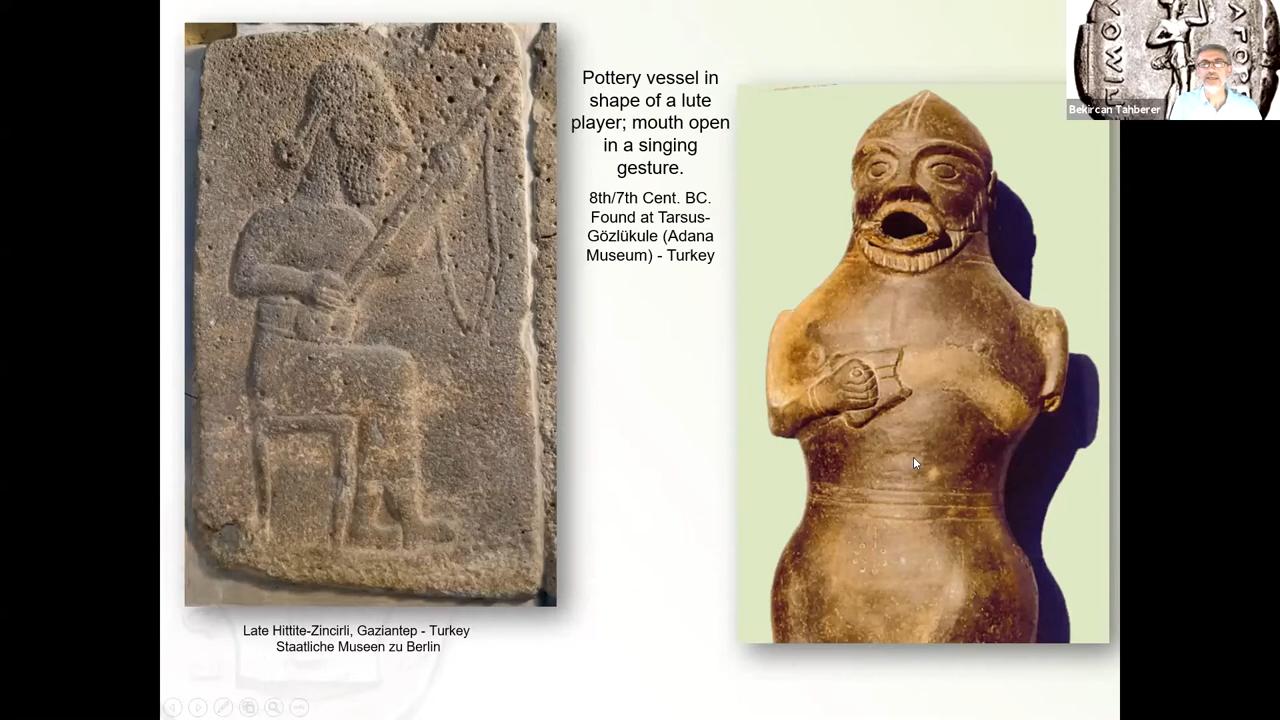 Pottery vessel in
shape of a lute
player; mouth open
in a singing
gesture.
8th/7th Cent. BC.
Found at Tarsus-
Gözlükule (Adana
Museum) - Turkey
Late Hittite-Zincirli, Gaziantep - Turkey
Staatliche Museen zu Berlin
Bekircan Tahberer